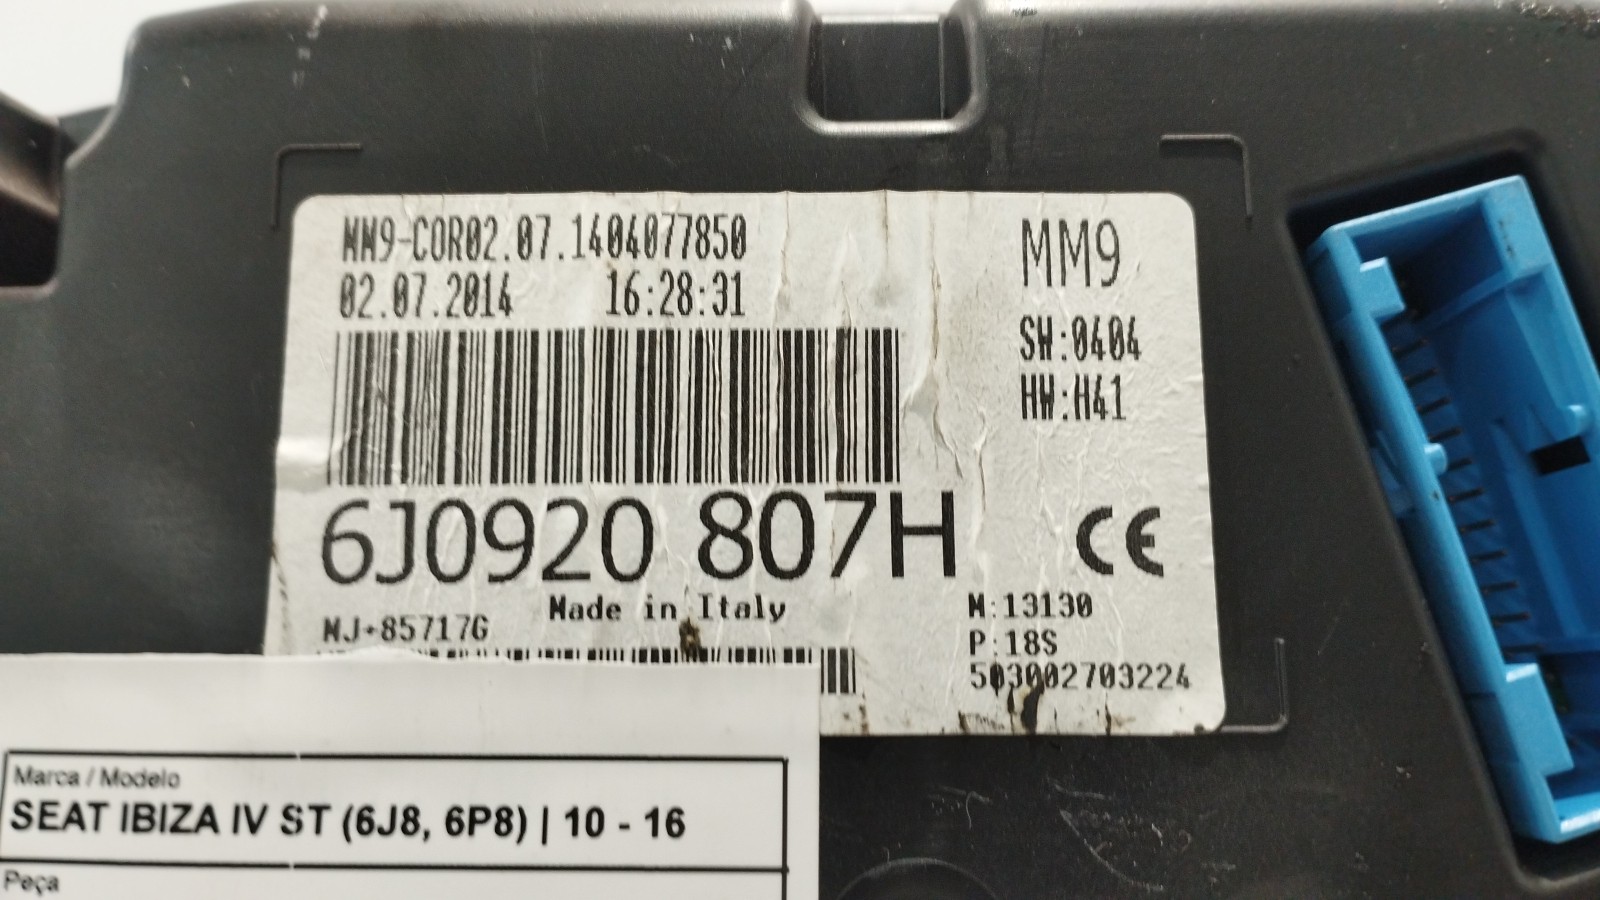 MM9-COR02.07.1404077850
02.07.2014 16:28:31
MM9
SW:0404
HW:H41
6J0920 807H
CE
Made in Italy
MJ-85717G
M:13130
P:18S
503002703224
Marca / Modelo
SEAT IBIZA IV ST (6J8, 6P8) | 10 - 16
Peça